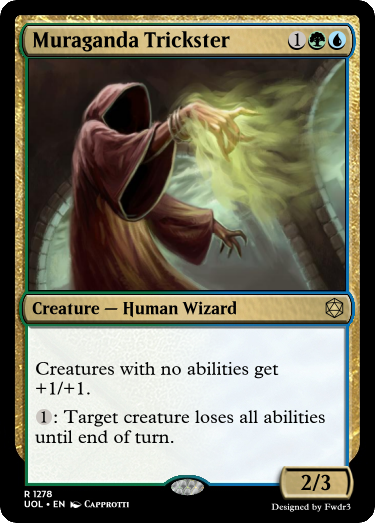 Muraganda Trickster 1
Creature — Human Wizard
Creatures with no abilities get
+1/+1.
1: Target creature loses all abilities
until end of turn.
2/3
R 1278
UOL • EN Capprotti
Designed by Fwdr3